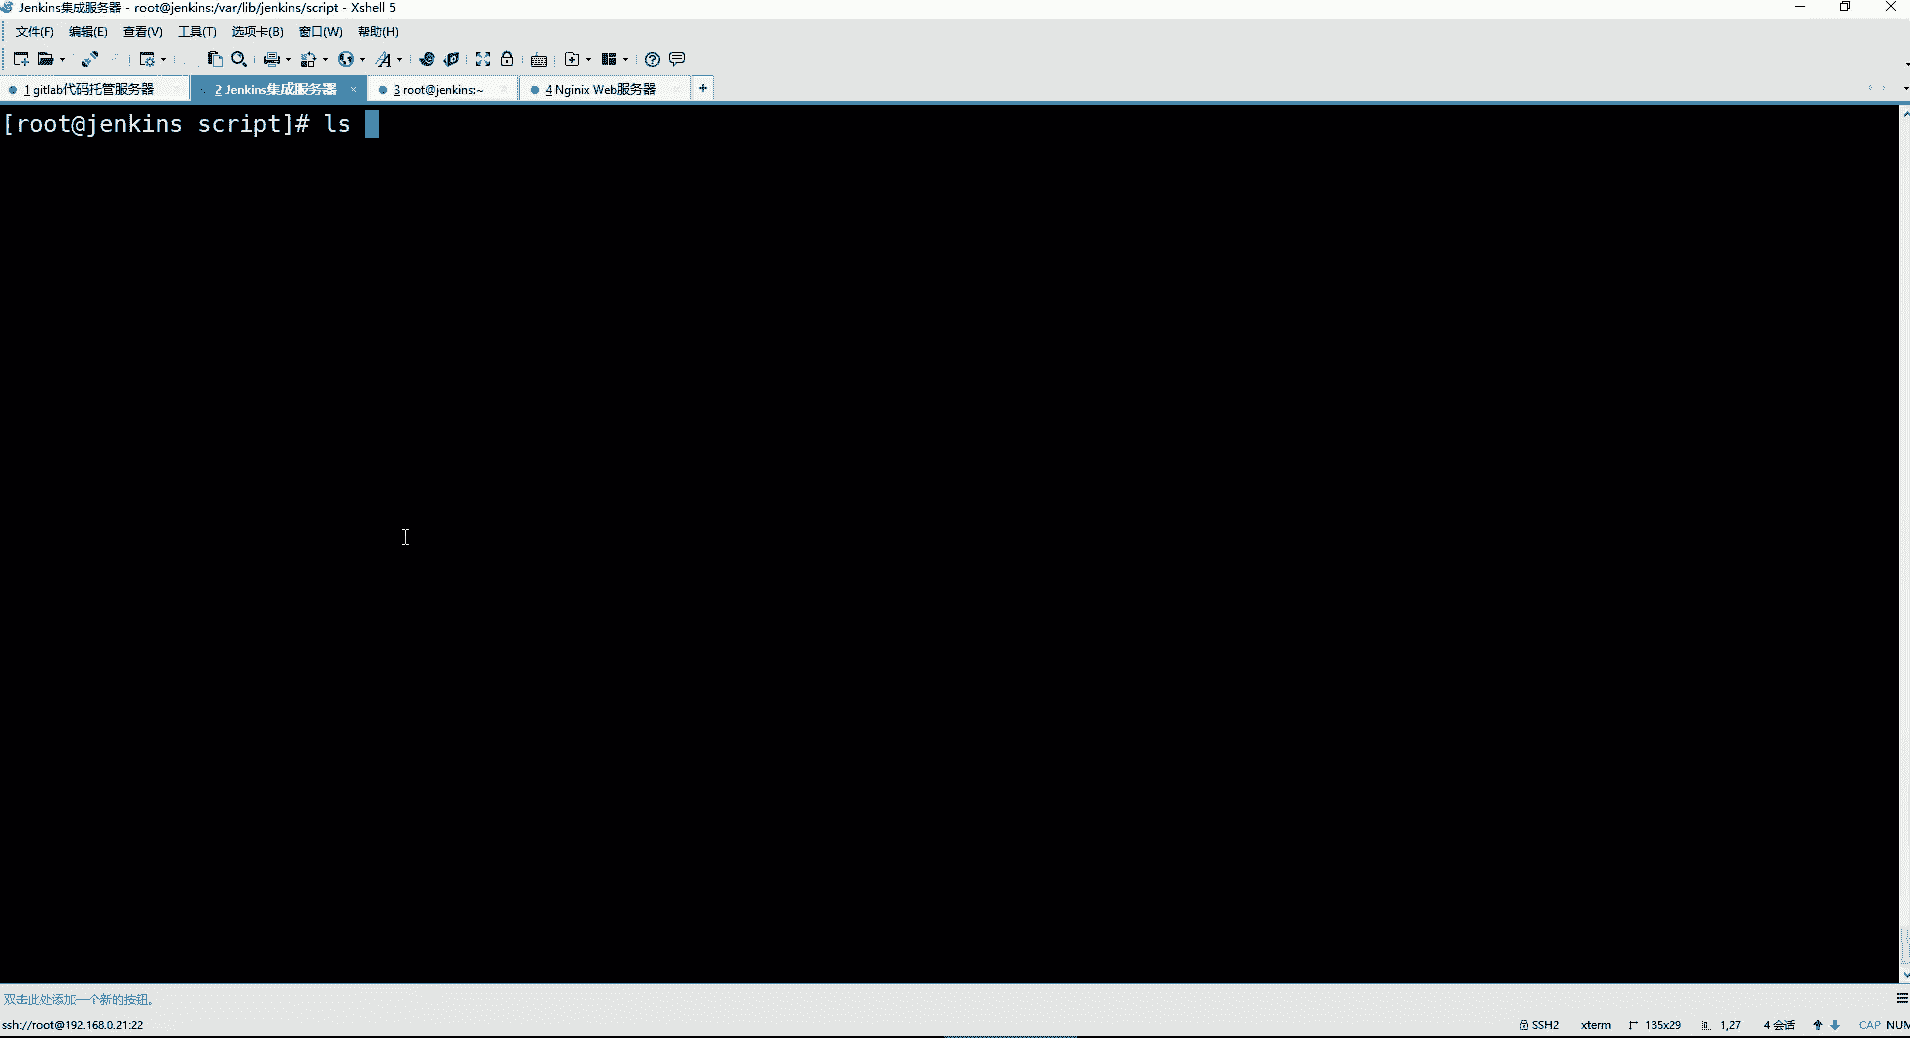 Jenkins集成服务器 - root@jenkins:/var/lib/jenkins/script - Xshell 5
文件(F) 编辑(E) 查看(V) 工具(T) 选项卡(B) 窗口(W) 帮助(H)
1 gitlab代码托管服务器 2 Jenkins集成服务器 × 3 root@jenkins:~ 4 Nginix Web服务器 +
[root@jenkins script]# ls
双击此处添加一个新的按钮。
ssh://root@192.168.0.21:22 SSH2 xterm 135x29 1,27 4 会话 CAP NUM